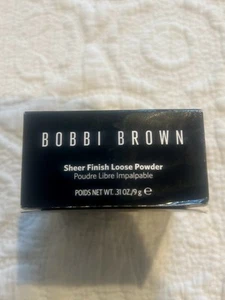 BOBBI BROWN
Sheer Finish Loose Powder
Poudre Libre Impalpable
POIDS NET WT. .31 OZ./9 g ℮